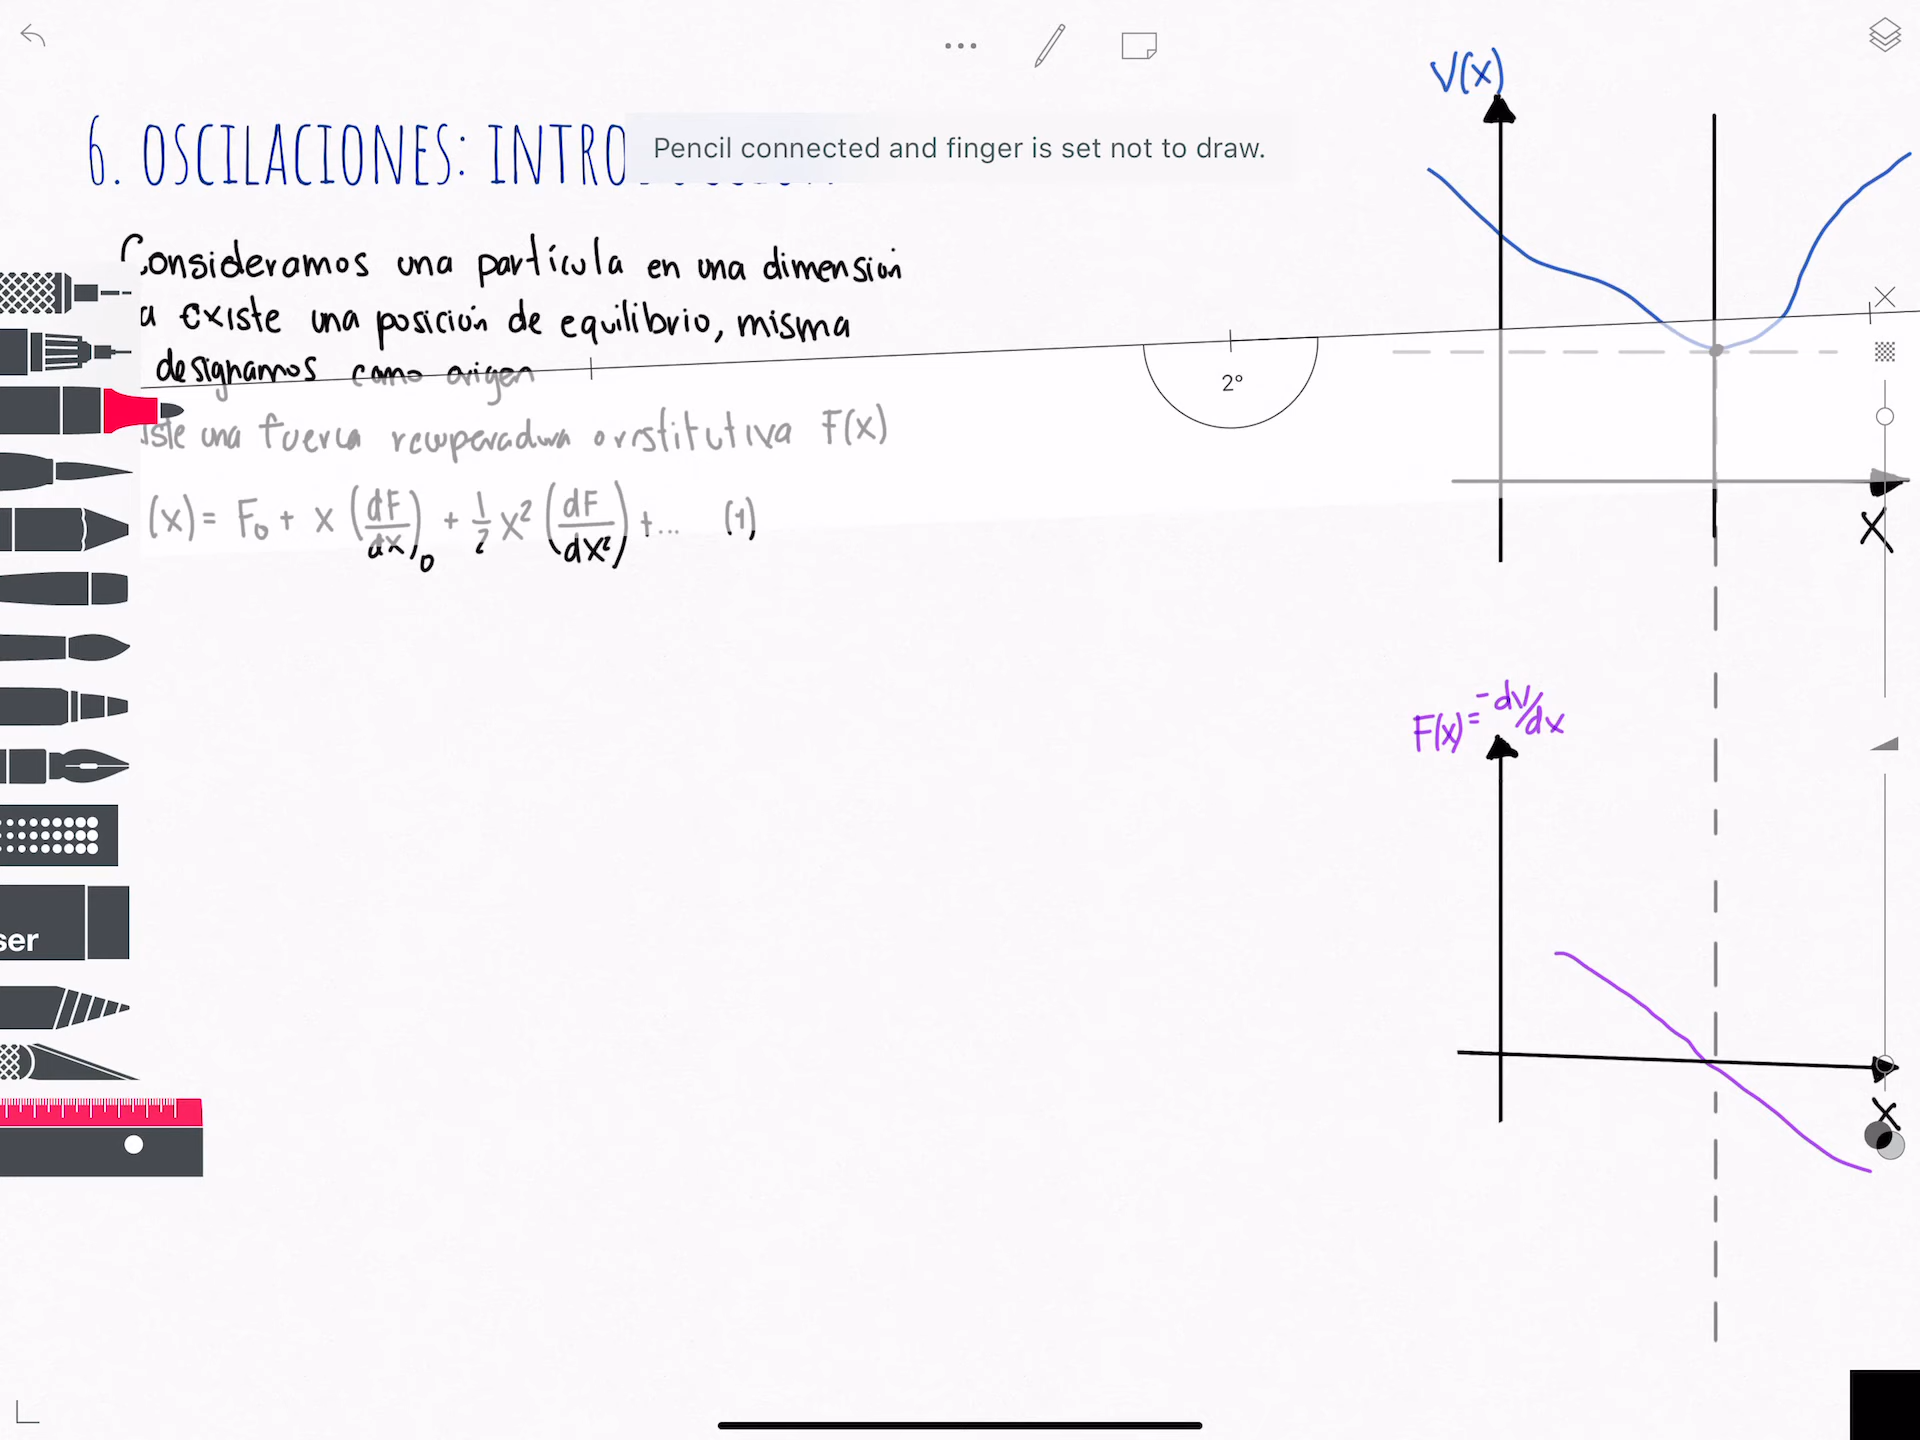 V(x)
6. OSCILACIONES: INTRO
Pencil connected and finger is set not to draw.
Consideramos una partícula en una dimensión
a existe una posición de equilibrio, misma
designamos como origen
2°
iste una fuerza recuperadora o restitutiva F(x)
(x) = F₀ + x (dF/dx)₀ + 1/2 x² (dF/dx²) + ... (1)
X
F(x) = -dV/dx
ser
X